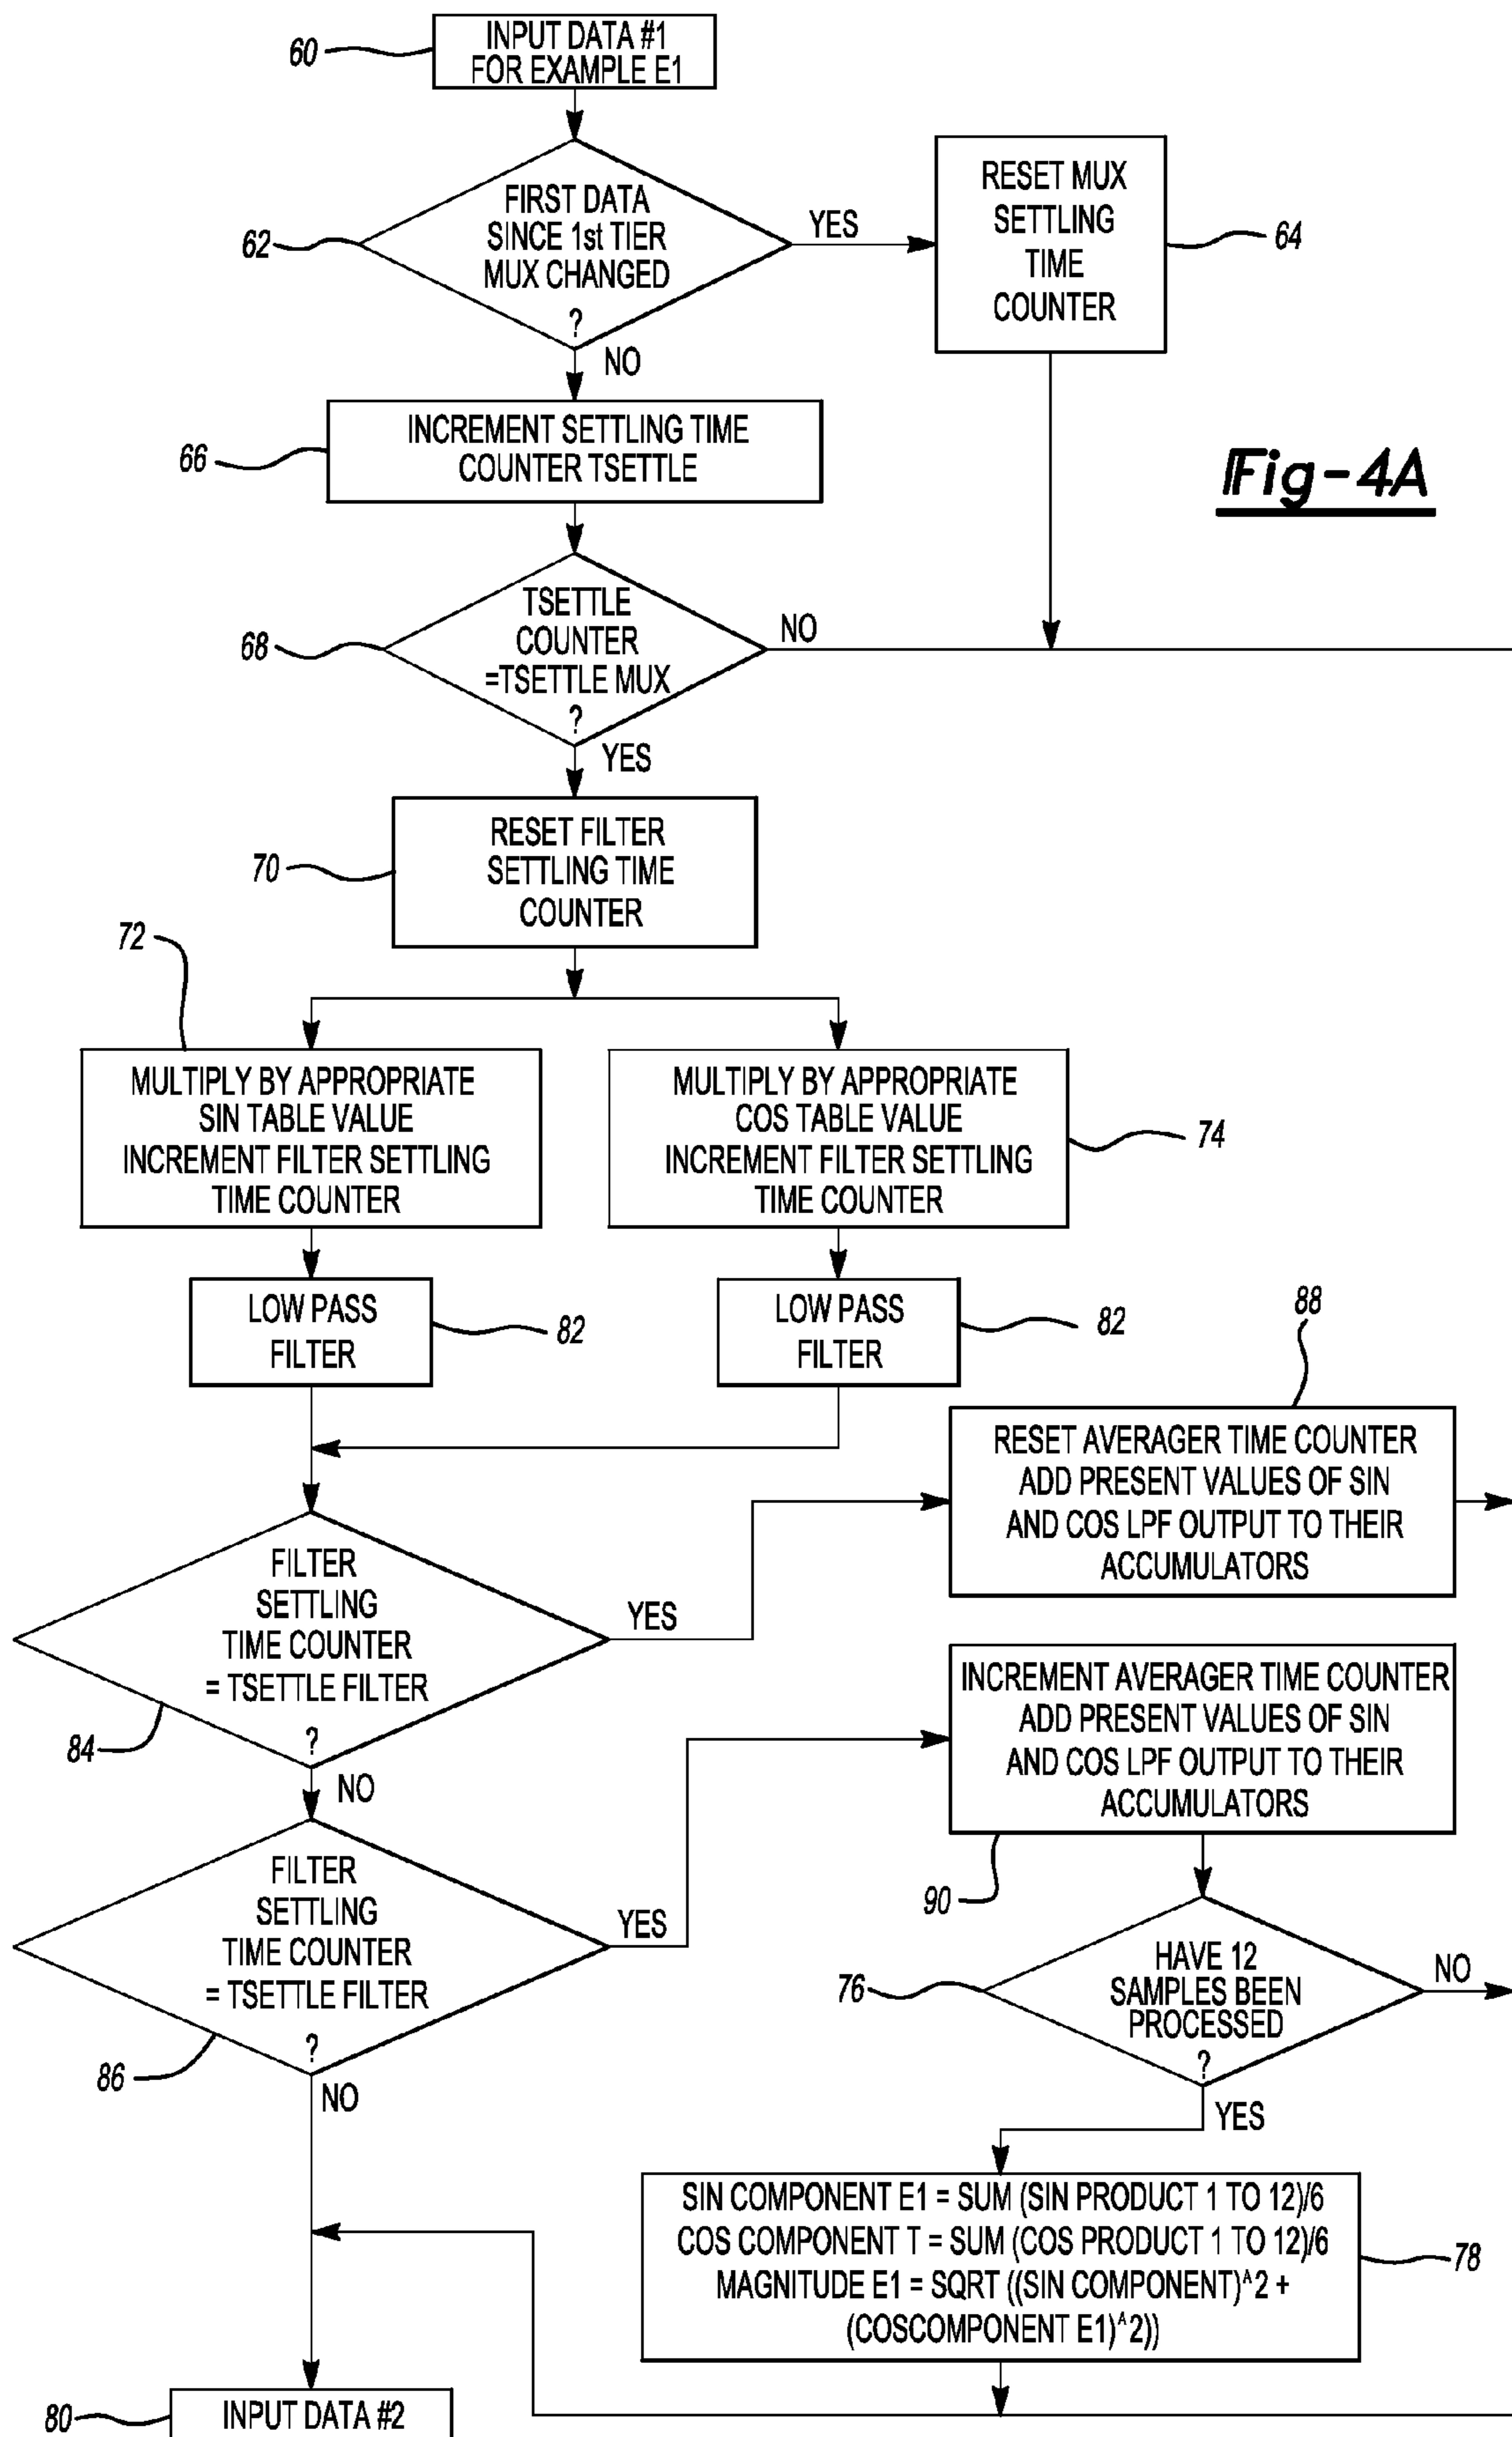 60
INPUT DATA #1
FOR EXAMPLE E1
62
FIRST DATA
SINCE 1st TIER
MUX CHANGED
?
YES
NO
RESET MUX
SETTLING
TIME
COUNTER
64
66
INCREMENT SETTLING TIME
COUNTER TSETTLE
Fig-4A
68
TSETTLE
COUNTER
=TSETTLE MUX
?
NO
YES
70
RESET FILTER
SETTLING TIME
COUNTER
72
MULTIPLY BY APPROPRIATE
SIN TABLE VALUE
INCREMENT FILTER SETTLING
TIME COUNTER
MULTIPLY BY APPROPRIATE
COS TABLE VALUE
INCREMENT FILTER SETTLING
TIME COUNTER
74
LOW PASS
FILTER
82
LOW PASS
FILTER
82
88
RESET AVERAGER TIME COUNTER
ADD PRESENT VALUES OF SIN
AND COS LPF OUTPUT TO THEIR
ACCUMULATORS
FILTER
SETTLING
TIME COUNTER
= TSETTLE FILTER
?
YES
84
NO
INCREMENT AVERAGER TIME COUNTER
ADD PRESENT VALUES OF SIN
AND COS LPF OUTPUT TO THEIR
ACCUMULATORS
90
FILTER
SETTLING
TIME COUNTER
= TSETTLE FILTER
?
YES
86
NO
76
HAVE 12
SAMPLES BEEN
PROCESSED
?
NO
YES
SIN COMPONENT E1 = SUM (SIN PRODUCT 1 TO 12)/6
COS COMPONENT T = SUM (COS PRODUCT 1 TO 12)/6
MAGNITUDE E1 = SQRT ((SIN COMPONENT)^2 +
(COSCOMPONENT E1)^2))
78
80
INPUT DATA #2